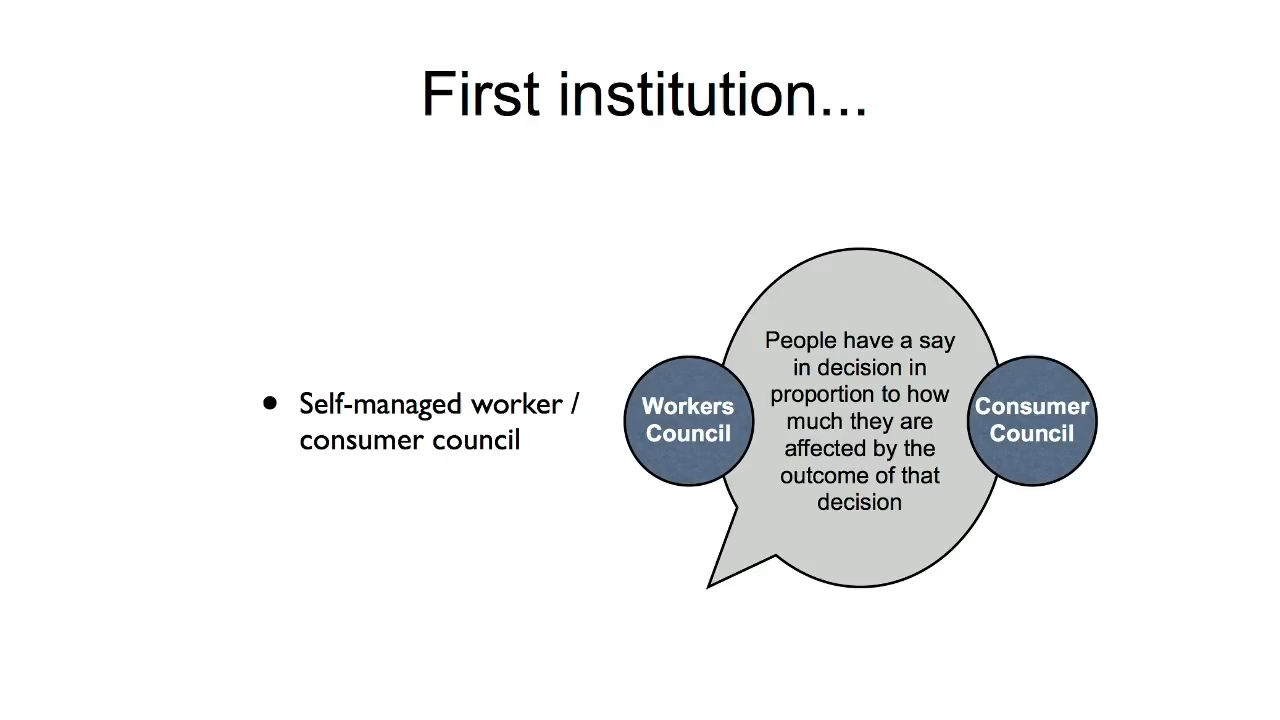 First institution...
• Self-managed worker /
consumer council
Workers
Council
People have a say
in decision in
proportion to how
much they are
affected by the
outcome of that
decision
Consumer
Council